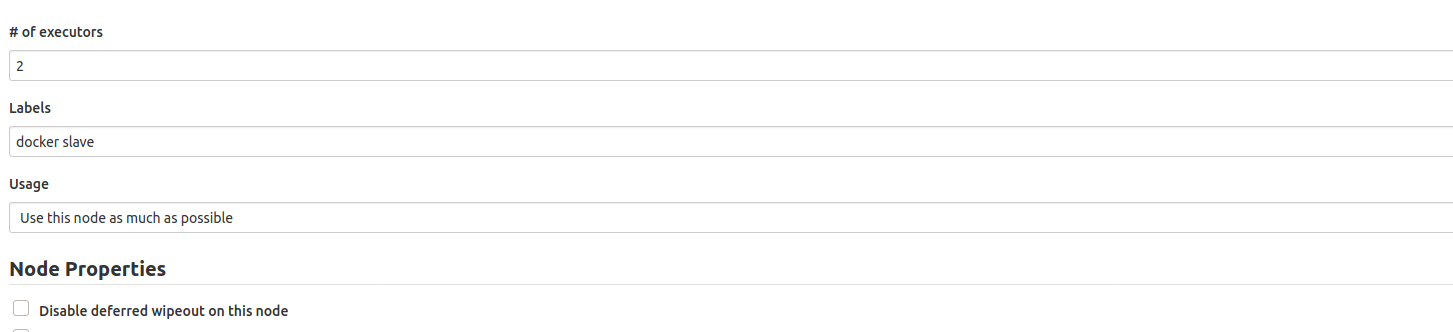 # of executors
2
Labels
docker slave
Usage
Use this node as much as possible
Node Properties
Disable deferred wipeout on this node